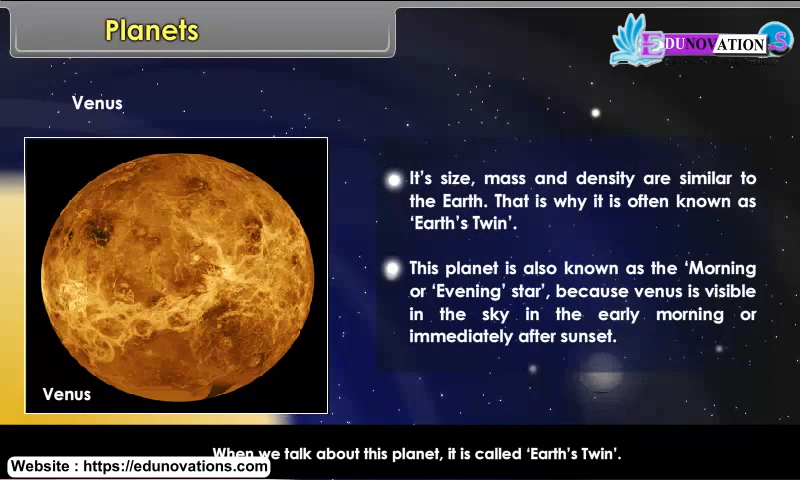 Planets
EDUNOVATIONS
Venus
It's size, mass and density are similar to
the Earth. That is why it is often known as
'Earth's Twin'.
This planet is also known as the 'Morning
or 'Evening' star', because venus is visible
in the sky in the early morning or
immediately after sunset.
Venus
When we talk about this planet, it is called 'Earth's Twin'.
Website : https://edunovations.com